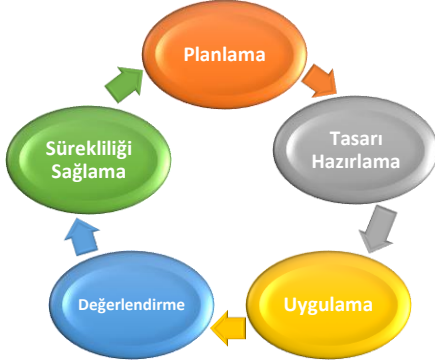 Planlama
Tasarı
Hazırlama
Uygulama
Değerlendirme
Sürekliliği
Sağlama